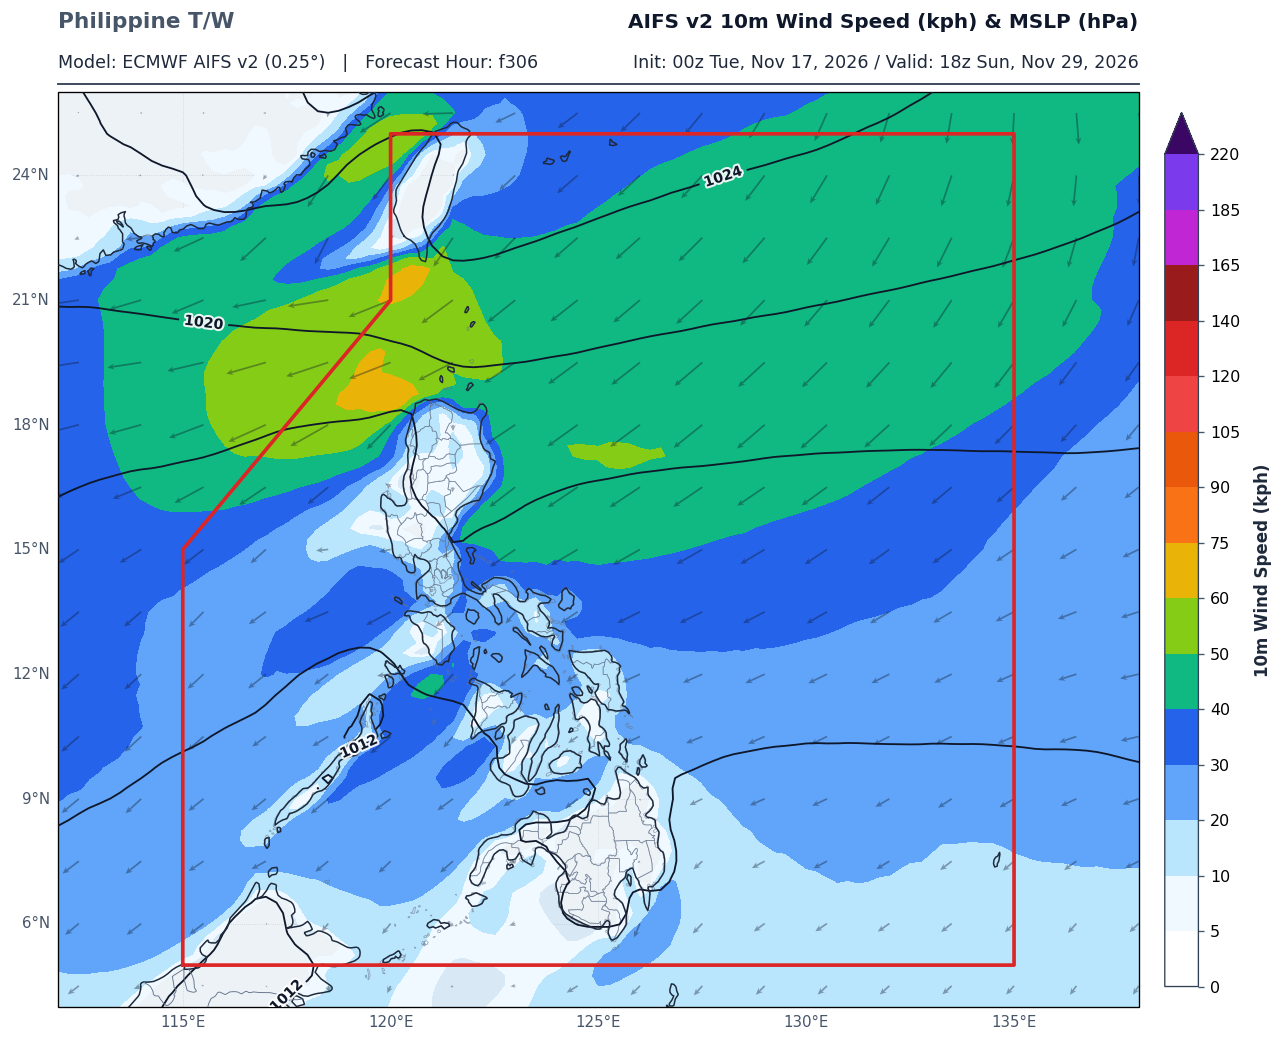 Philippine T/W
AIFS v2 10m Wind Speed (kph) & MSLP (hPa)
Model: ECMWF AIFS v2 (0.25°) | Forecast Hour: f306
Init: 00z Tue, Nov 17, 2026 / Valid: 18z Sun, Nov 29, 2026
24°N
21°N
18°N
15°N
12°N
9°N
6°N
115°E
120°E
125°E
130°E
135°E
1024
1020
1012
1012
220
185
165
140
120
105
90
75
60
50
40
30
20
10
5
0
10m Wind Speed (kph)